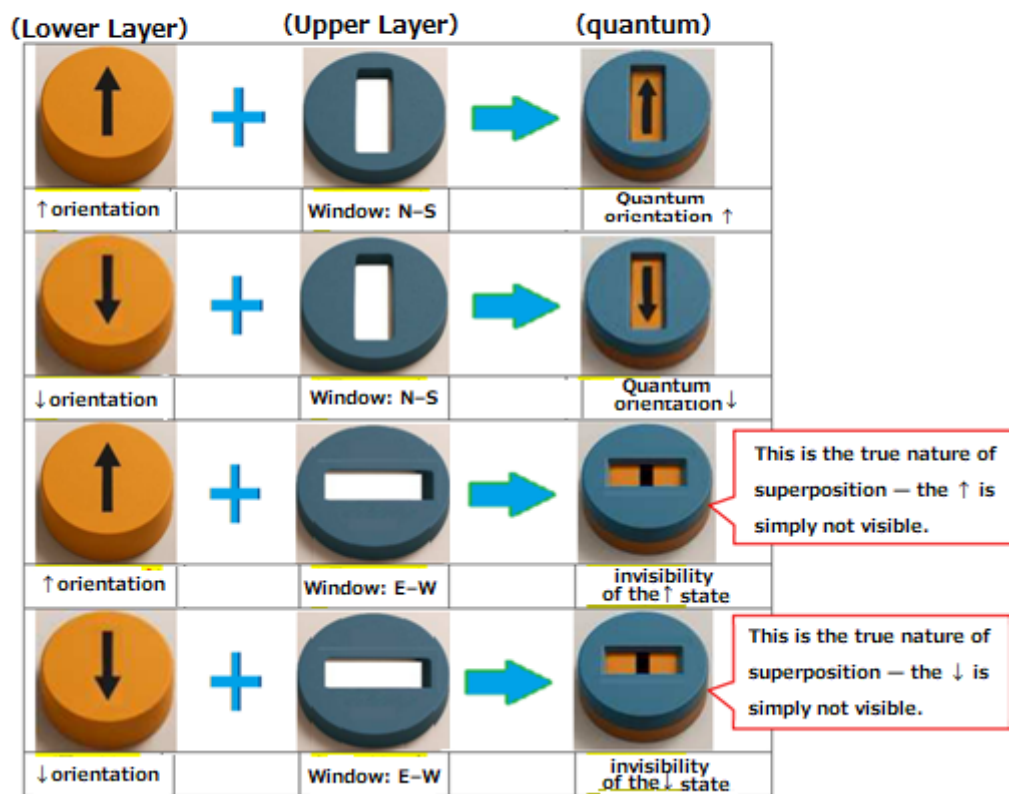 (Lower Layer)
(Upper Layer)
(quantum)
↑ orientation
Window: N–S
Quantum
orientation ↑
↓ orientation
Window: N–S
Quantum
orientation ↓
This is the true nature of
superposition — the ↑ is
simply not visible.
↑ orientation
Window: E–W
invisibility
of the ↑ state
This is the true nature of
superposition — the ↓ is
simply not visible.
↓ orientation
Window: E–W
invisibility
of the ↓ state